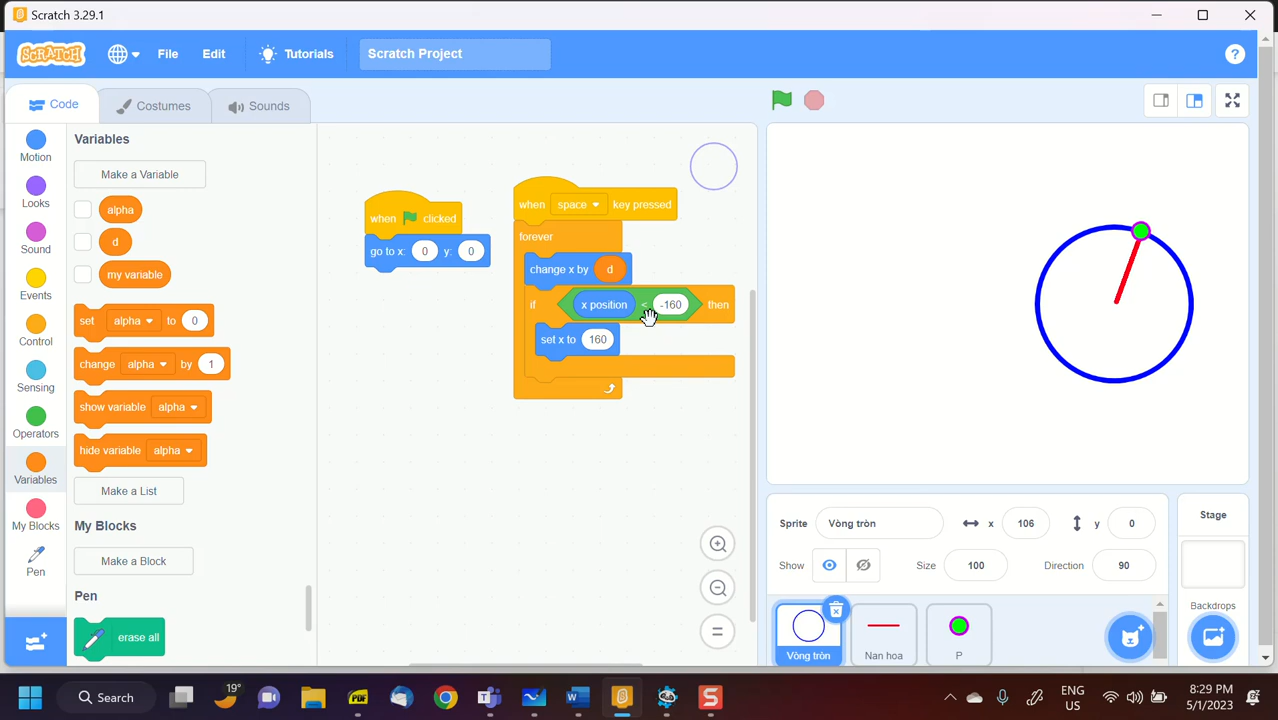 Scratch 3.29.1
SCRATCH File Edit Tutorials Scratch Project ?
Code Costumes Sounds
Motion
Looks
Sound
Events
Control
Sensing
Operators
Variables
My Blocks
Pen
Variables
Make a Variable
alpha
d
my variable
set alpha to 0
change alpha by 1
show variable alpha
hide variable alpha
Make a List
My Blocks
Make a Block
Pen
erase all
when clicked
go to x: 0 y: 0
when space key pressed
forever
change x by d
if x position < -160 then
set x to 160
Sprite Vòng tròn x 106 y 0
Show Size 100 Direction 90
Vòng tròn Nan hoa P
Stage
Backdrops
Search 19° PDF ENG US 8:29 PM 5/1/2023